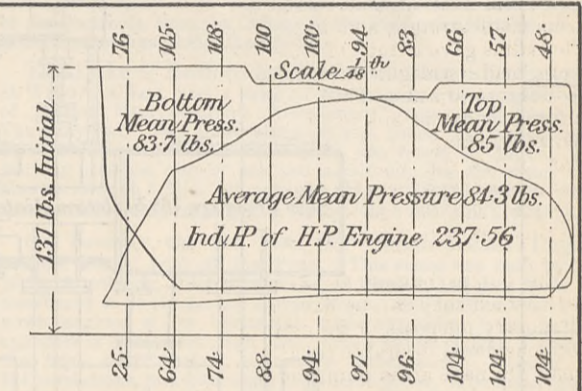 76· 105· 108· 100 100· 94 83 66 57 48·
Scale 1/48 th
Bottom
Mean Press.
83·7 lbs.
Top
Mean Press.
85 lbs.
137 lbs. Initial
Average Mean Pressure 84·3 lbs.
Ind. H.P. of H.P. Engine 237·56
25· 64 74 88· 94 97· 96 104· 104· 104·